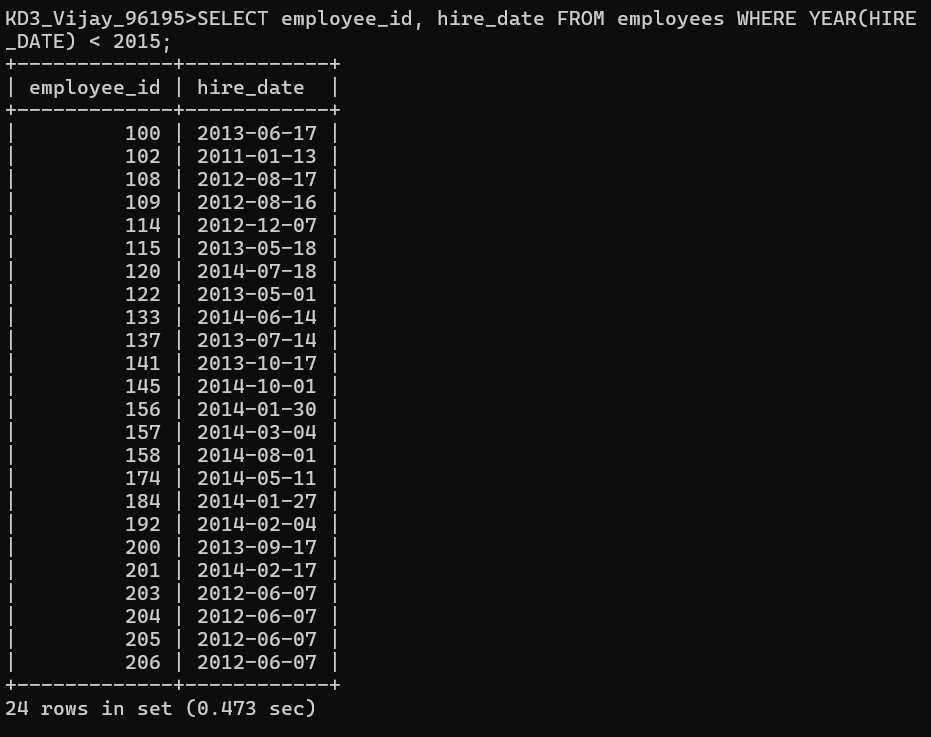 KD3_Vijay_96195>SELECT employee_id, hire_date FROM employees WHERE YEAR(HIRE
_DATE) < 2015;
+-------------+------------+
| employee_id | hire_date  |
+-------------+------------+
|         100 | 2013-06-17 |
|         102 | 2011-01-13 |
|         108 | 2012-08-17 |
|         109 | 2012-08-16 |
|         114 | 2012-12-07 |
|         115 | 2013-05-18 |
|         120 | 2014-07-18 |
|         122 | 2013-05-01 |
|         133 | 2014-06-14 |
|         137 | 2013-07-14 |
|         141 | 2013-10-17 |
|         145 | 2014-10-01 |
|         156 | 2014-01-30 |
|         157 | 2014-03-04 |
|         158 | 2014-08-01 |
|         174 | 2014-05-11 |
|         184 | 2014-01-27 |
|         192 | 2014-02-04 |
|         200 | 2013-09-17 |
|         201 | 2014-02-17 |
|         203 | 2012-06-07 |
|         204 | 2012-06-07 |
|         205 | 2012-06-07 |
|         206 | 2012-06-07 |
+-------------+------------+
24 rows in set (0.473 sec)